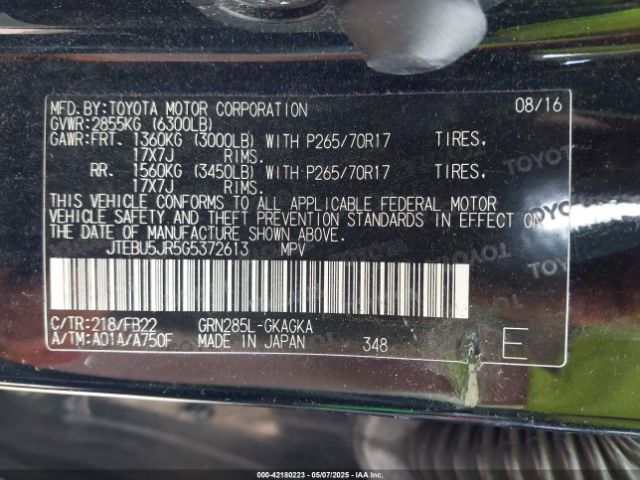 MFD.BY:TOYOTA MOTOR CORPORATION 08/16
GVWR:2855KG (6300LB)
GAWR:FRT. 1360KG (3000LB) WITH P265/70R17 TIRES,
17X7J RIMS.
RR. 1560KG (3450LB) WITH P265/70R17 TIRES,
17X7J RIMS.
THIS VEHICLE CONFORMS TO ALL APPLICABLE FEDERAL MOTOR
VEHICLE SAFETY AND THEFT PREVENTION STANDARDS IN EFFECT ON
THE DATE OF MANUFACTURE SHOWN ABOVE.
JTEBU5JR5G5372613 MPV
C/TR:218/FB22 GRN285L-GKAGKA
A/TM:A01A/A750F MADE IN JAPAN 348 E
000-42180223 - 05/07/2025 - IAAI.COM